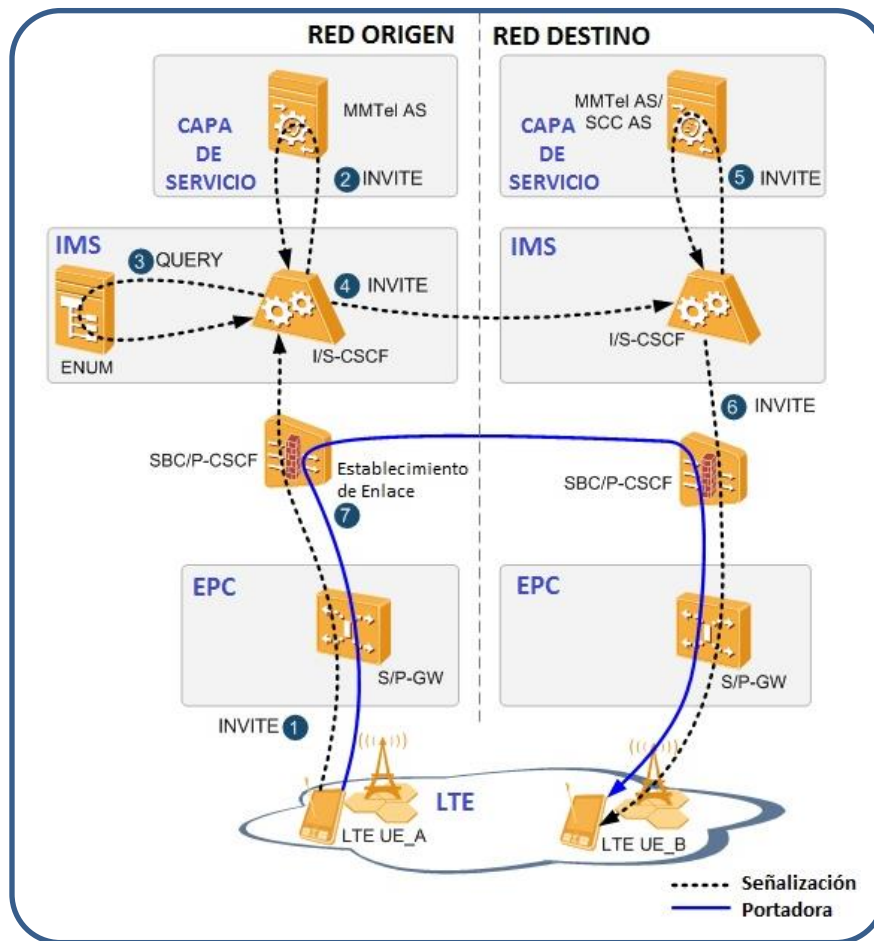 RED ORIGEN
RED DESTINO
MMTel AS
CAPA
DE
SERVICIO
2 INVITE
MMTel AS/
SCC AS
CAPA
DE
SERVICIO
5 INVITE
IMS
3 QUERY
4 INVITE
ENUM
I/S-CSCF
IMS
I/S-CSCF
6 INVITE
SBC/P-CSCF
Establecimiento
de Enlace
7
SBC/P-CSCF
EPC
S/P-GW
EPC
S/P-GW
INVITE 1
LTE
LTE UE_A
LTE UE_B
Señalización
Portadora